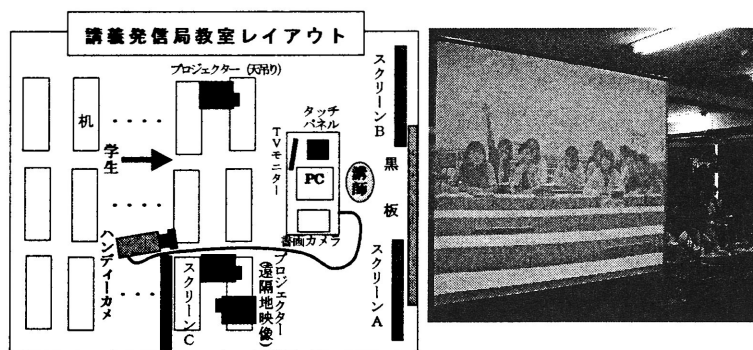 講義発信局教室レイアウト
プロジェクター (天吊り)
スクリーンB
机
・・・・
タッチ
パネル
学生
TVモニター
PC
講師
黒板
・・・・
書画カメラ
ハンディーカメ
・・・・
スクリーンC
プロジェクター
(遠隔地映像)
スクリーンA